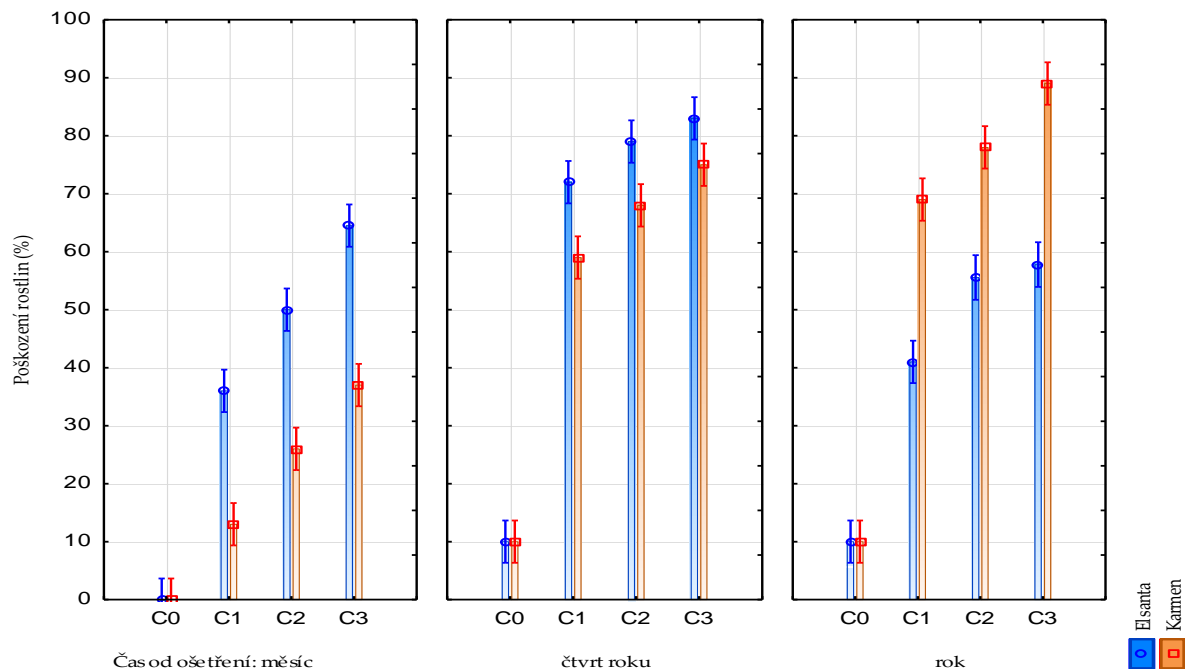 Poškození rostlin (%)
100
90
80
70
60
50
40
30
20
10
0
C0 C1 C2 C3 C0 C1 C2 C3 C0 C1 C2 C3
Čas od ošetření: měsíc čtvrt roku rok
Elsanta
Karmen